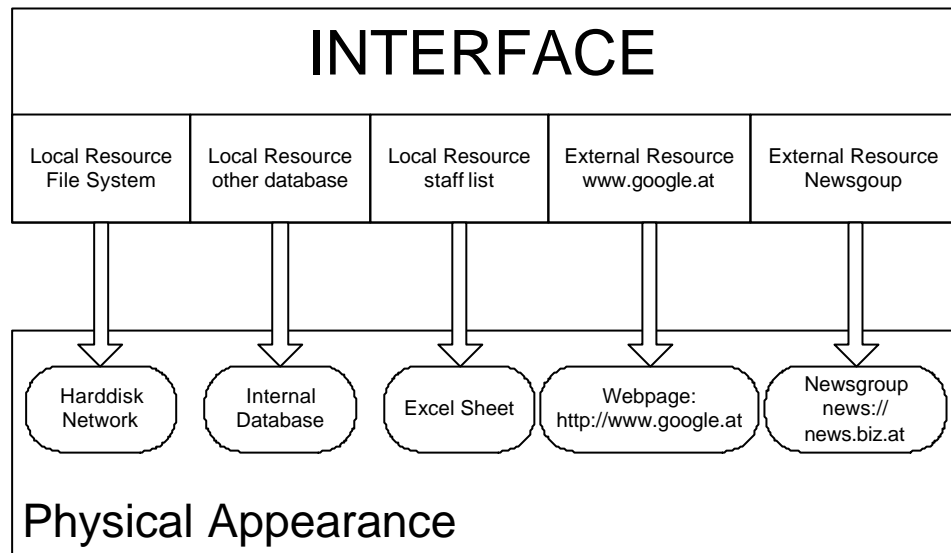 INTERFACE
Local Resource
File System
Local Resource
other database
Local Resource
staff list
External Resource
www.google.at
External Resource
Newsgoup
Harddisk
Network
Internal
Database
Excel Sheet
Webpage:
http://www.google.at
Newsgroup
news://
news.biz.at
Physical Appearance